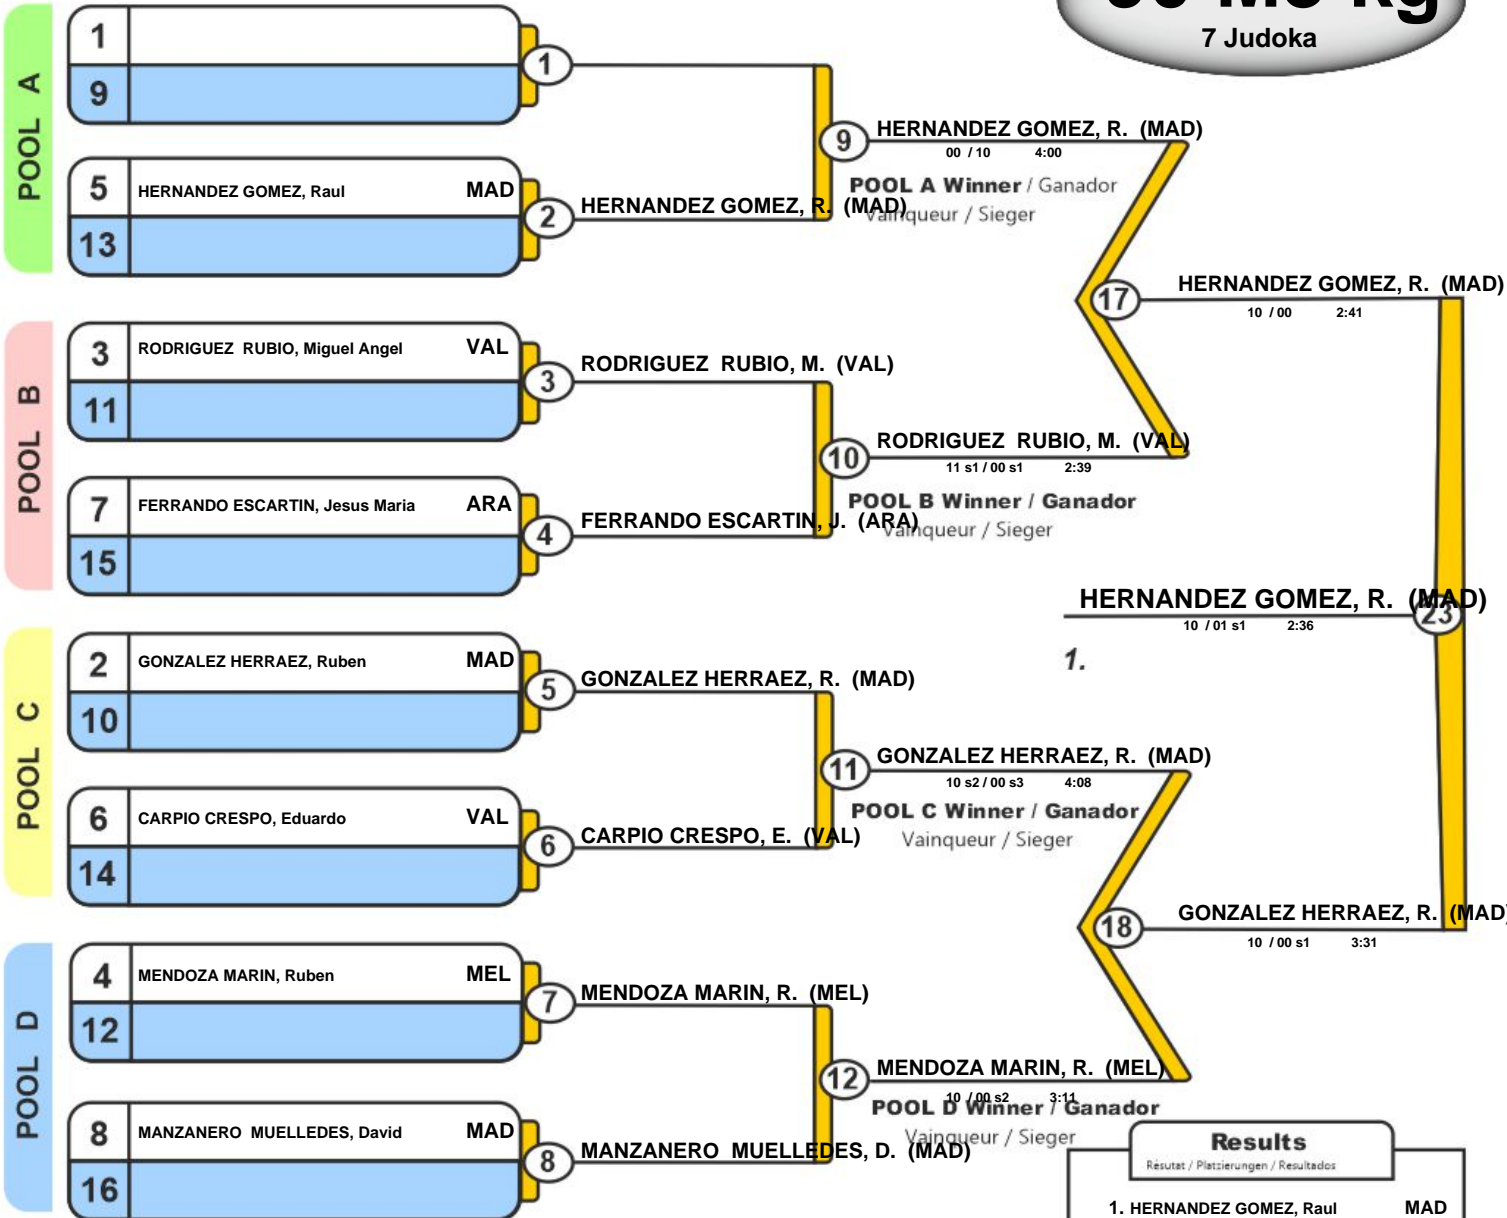 7 Judoka
POOL A
1
9
1
5 HERNANDEZ GOMEZ, Raul MAD
13
2
HERNANDEZ GOMEZ, R. (MAD)
9
HERNANDEZ GOMEZ, R. (MAD)
00 / 10 4:00
POOL A Winner / Ganador
Vainqueur / Sieger
POOL B
3 RODRIGUEZ RUBIO, Miguel Angel VAL
11
3
RODRIGUEZ RUBIO, M. (VAL)
7 FERRANDO ESCARTIN, Jesus Maria ARA
15
4
FERRANDO ESCARTIN, J. (ARA)
10
RODRIGUEZ RUBIO, M. (VAL)
11 s1 / 00 s1 2:39
POOL B Winner / Ganador
Vainqueur / Sieger
17
HERNANDEZ GOMEZ, R. (MAD)
10 / 00 2:41
HERNANDEZ GOMEZ, R. (MAD)
23
10 / 01 s1 2:36
1.
POOL C
2 GONZALEZ HERRAEZ, Ruben MAD
10
5
GONZALEZ HERRAEZ, R. (MAD)
6 CARPIO CRESPO, Eduardo VAL
14
6
CARPIO CRESPO, E. (VAL)
11
GONZALEZ HERRAEZ, R. (MAD)
10 s2 / 00 s3 4:08
POOL C Winner / Ganador
Vainqueur / Sieger
18
GONZALEZ HERRAEZ, R. (MAD)
10 / 00 s1 3:31
POOL D
4 MENDOZA MARIN, Ruben MEL
12
7
MENDOZA MARIN, R. (MEL)
8 MANZANERO MUELLEDES, David MAD
16
8
MANZANERO MUELLEDES, D. (MAD)
12
MENDOZA MARIN, R. (MEL)
10 / 00 s2 3:11
POOL D Winner / Ganador
Vainqueur / Sieger
Results
Résutat / Platzierungen / Resultados
1. HERNANDEZ GOMEZ, Raul MAD